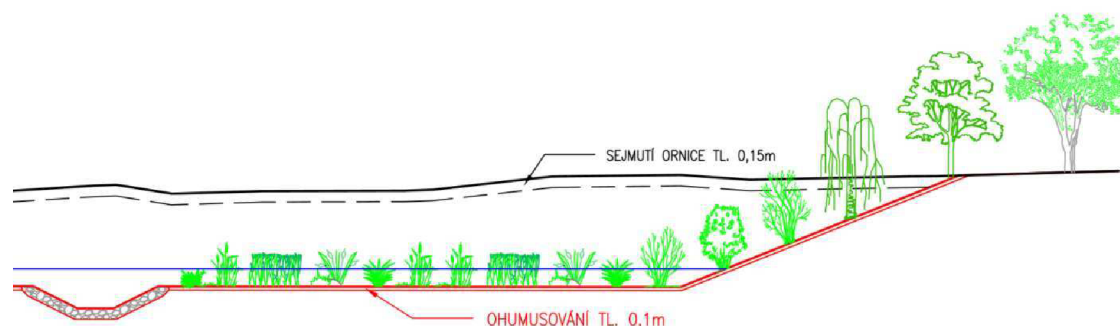 SEJMUTÍ ORNICE TL. 0,15m
OHUMUSOVÁNÍ TL. 0.1m